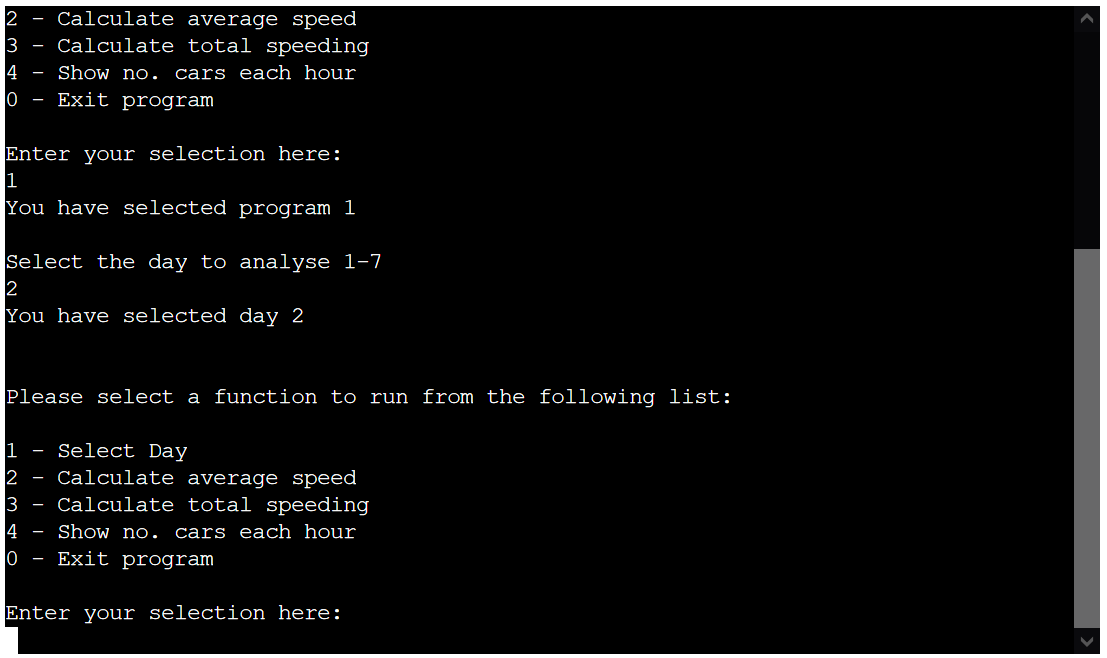 2 - Calculate average speed
3 - Calculate total speeding
4 - Show no. cars each hour
0 - Exit program
Enter your selection here:
1
You have selected program 1
Select the day to analyse 1-7
2
You have selected day 2
Please select a function to run from the following list:
1 - Select Day
2 - Calculate average speed
3 - Calculate total speeding
4 - Show no. cars each hour
0 - Exit program
Enter your selection here: